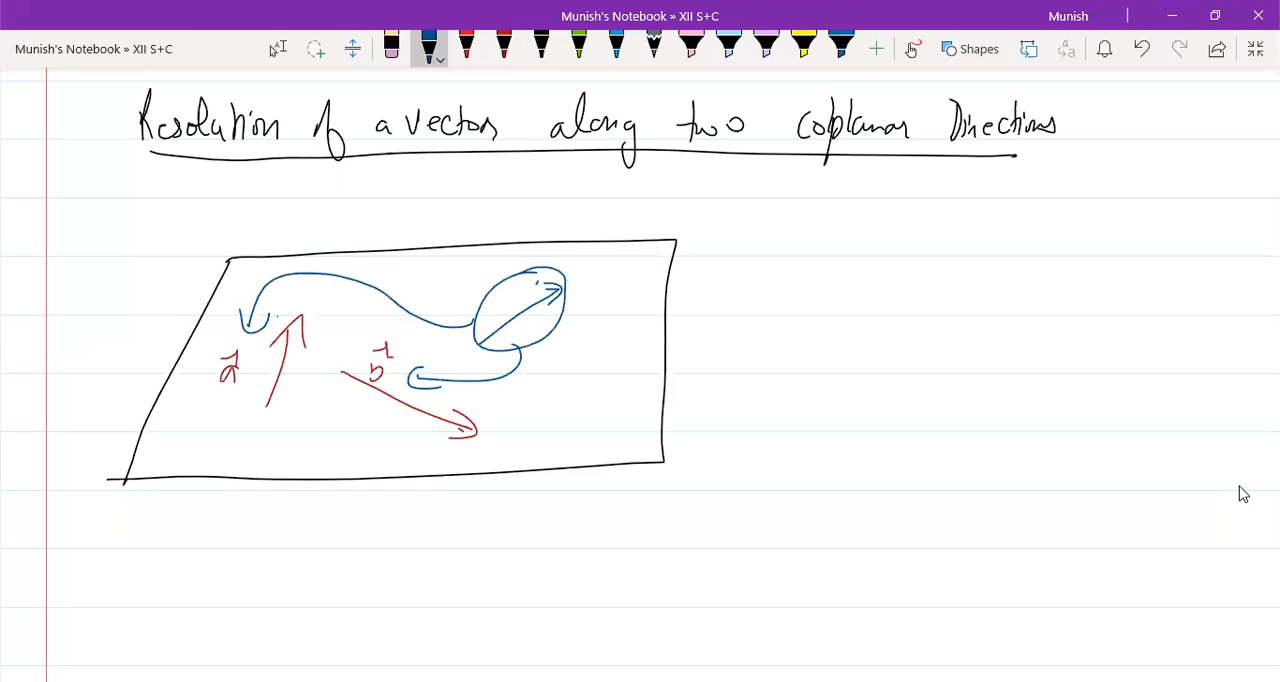 Munish's Notebook » XII S+C
Munish
Munish's Notebook » XII S+C
Shapes
Resolution of a vector along two coplanar Directions
a⃗
b⃗